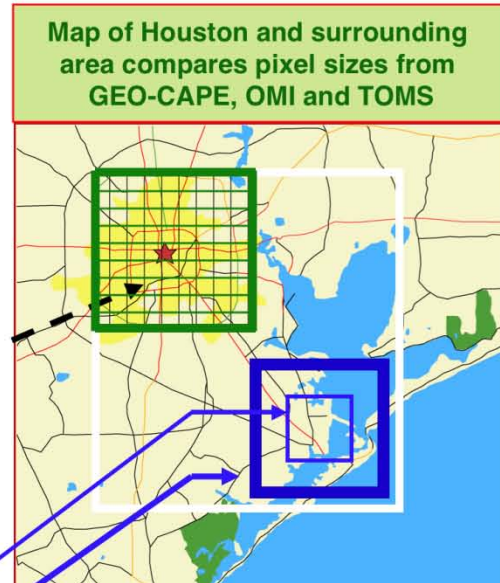 Map of Houston and surrounding
area compares pixel sizes from
GEO-CAPE, OMI and TOMS